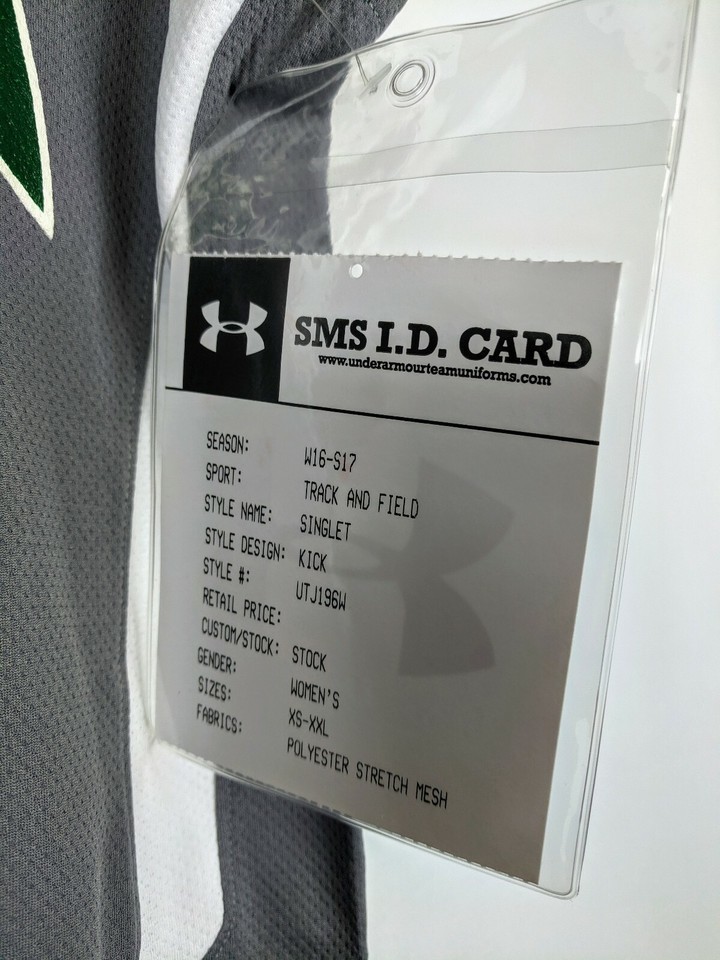 SMS I.D. CARD
www.underarmourteamuniforms.com
SEASON: W16-S17
SPORT: TRACK AND FIELD
STYLE NAME: SINGLET
STYLE DESIGN: KICK
STYLE #: UTJ196W
RETAIL PRICE:
CUSTOM/STOCK: STOCK
GENDER: WOMEN'S
SIZES: XS-XXL
FABRICS: POLYESTER STRETCH MESH